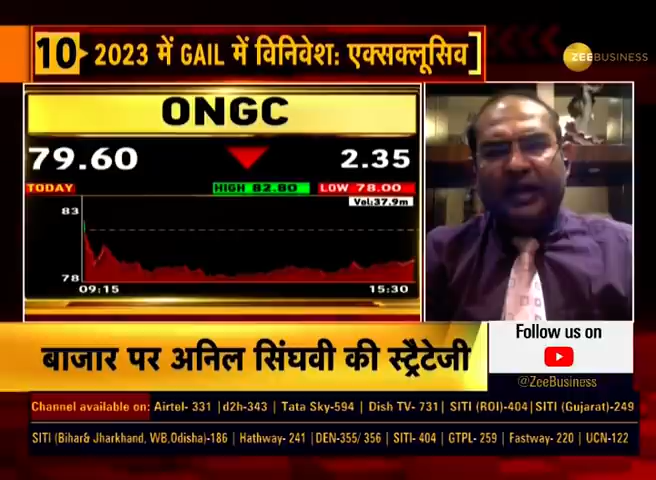 10 2023 में GAIL में विनिवेश: एक्सक्लूसिव
ZEEBUSINESS
ONGC
79.60 2.35
TODAY HIGH 82.80 LOW 78.00
Vol:37.9m
83
78
09:15 15:30
बाजार पर अनिल सिंघवी की स्ट्रैटेजी
Follow us on
@ZeeBusiness
Channel available on: Airtel- 331 | d2h-343 | Tata Sky-594 | Dish TV- 731 | SITI (ROI)-404 | SITI (Gujarat)-249
SITI (Bihar& Jharkhand, WB,Odisha)-186 | Hathway- 241 | DEN-355/ 356 | SITI- 404 | GTPL- 259 | Fastway- 220 | UCN-122